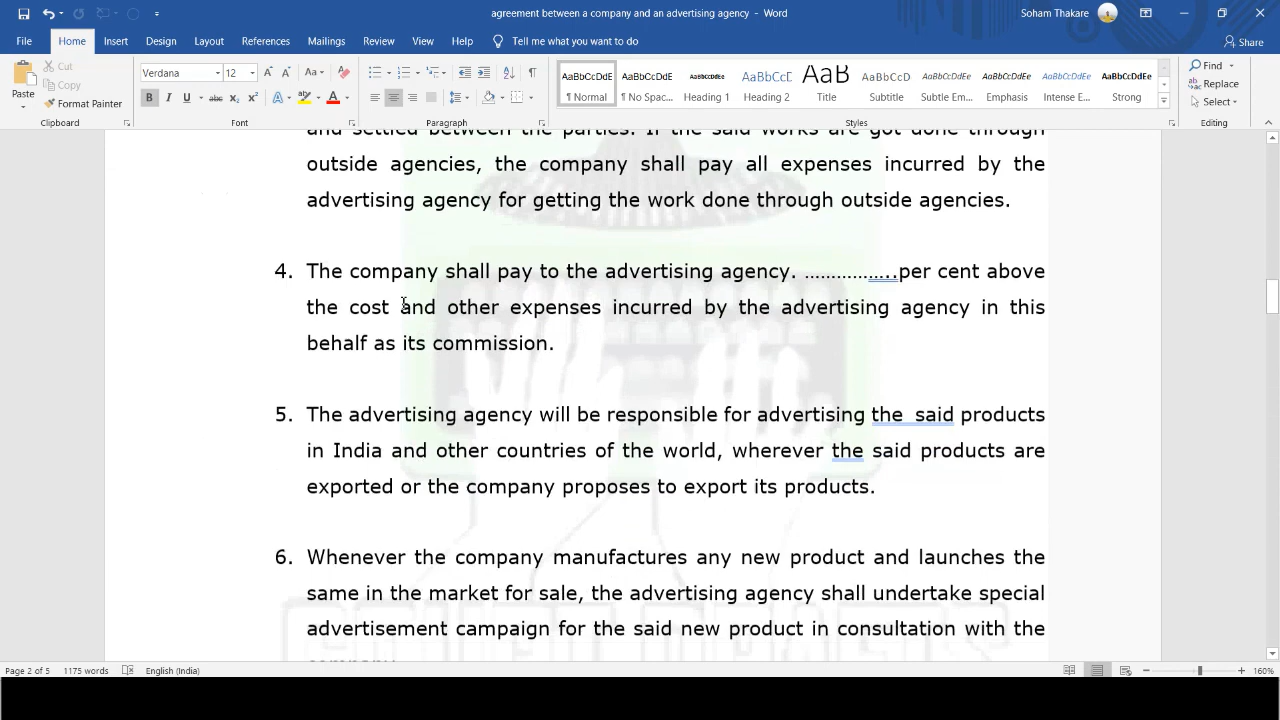 agreement between a company and an advertising agency - Word
Soham Thakare
File Home Insert Design Layout References Mailings Review View Help Tell me what you want to do
Share
Paste
Cut
Copy
Format Painter
Clipboard
Verdana 12
Font
Paragraph
AaBbCcDdE AaBbCcDdE AaBbCcDdEe AaBbCcE AaB AaBbCcD AaBbCcDdEe AaBbCcDdEe AaBbCcDdEe AaBbCcDdEe
¶ Normal ¶ No Spac... Heading 1 Heading 2 Title Subtitle Subtle Em... Emphasis Intense E... Strong
Styles
Find
Replace
Select
Editing
and settled between the parties. If the said works are got done through
outside agencies, the company shall pay all expenses incurred by the
advertising agency for getting the work done through outside agencies.
4. The company shall pay to the advertising agency. ……………..per cent above
the cost and other expenses incurred by the advertising agency in this
behalf as its commission.
5. The advertising agency will be responsible for advertising the said products
in India and other countries of the world, wherever the said products are
exported or the company proposes to export its products.
6. Whenever the company manufactures any new product and launches the
same in the market for sale, the advertising agency shall undertake special
advertisement campaign for the said new product in consultation with the
Page 2 of 5 1175 words English (India) 160%